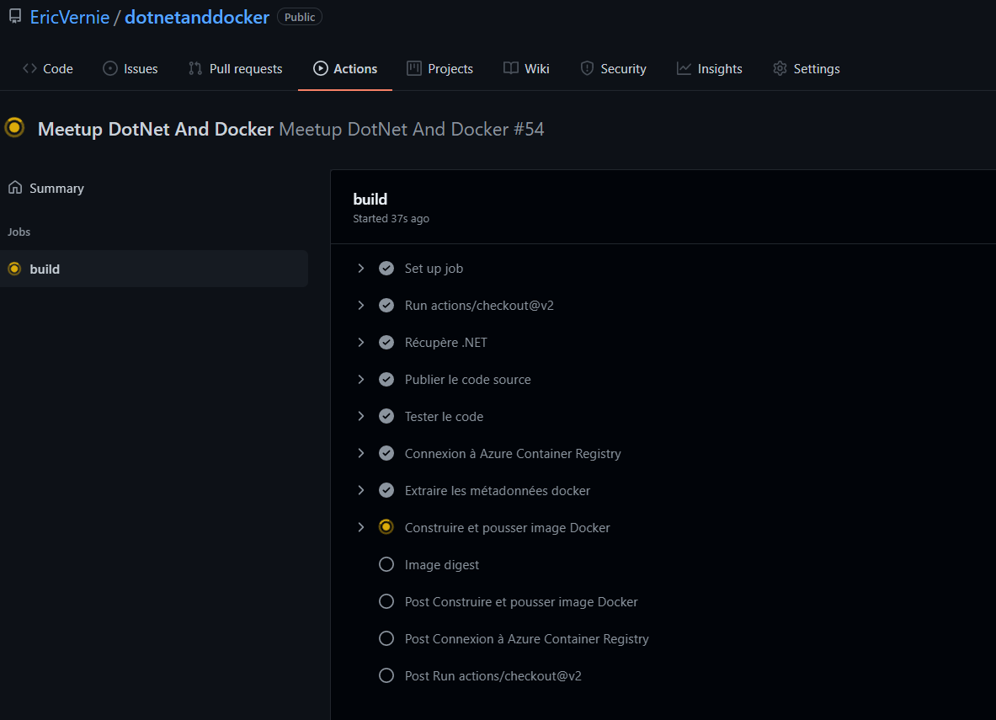 EricVernie / dotnetanddocker Public
Code Issues Pull requests Actions Projects Wiki Security Insights Settings
Meetup DotNet And Docker Meetup DotNet And Docker #54
Summary
Jobs
build
build
Started 37s ago
Set up job
Run actions/checkout@v2
Récupère .NET
Publier le code source
Tester le code
Connexion à Azure Container Registry
Extraire les métadonnées docker
Construire et pousser image Docker
Image digest
Post Construire et pousser image Docker
Post Connexion à Azure Container Registry
Post Run actions/checkout@v2